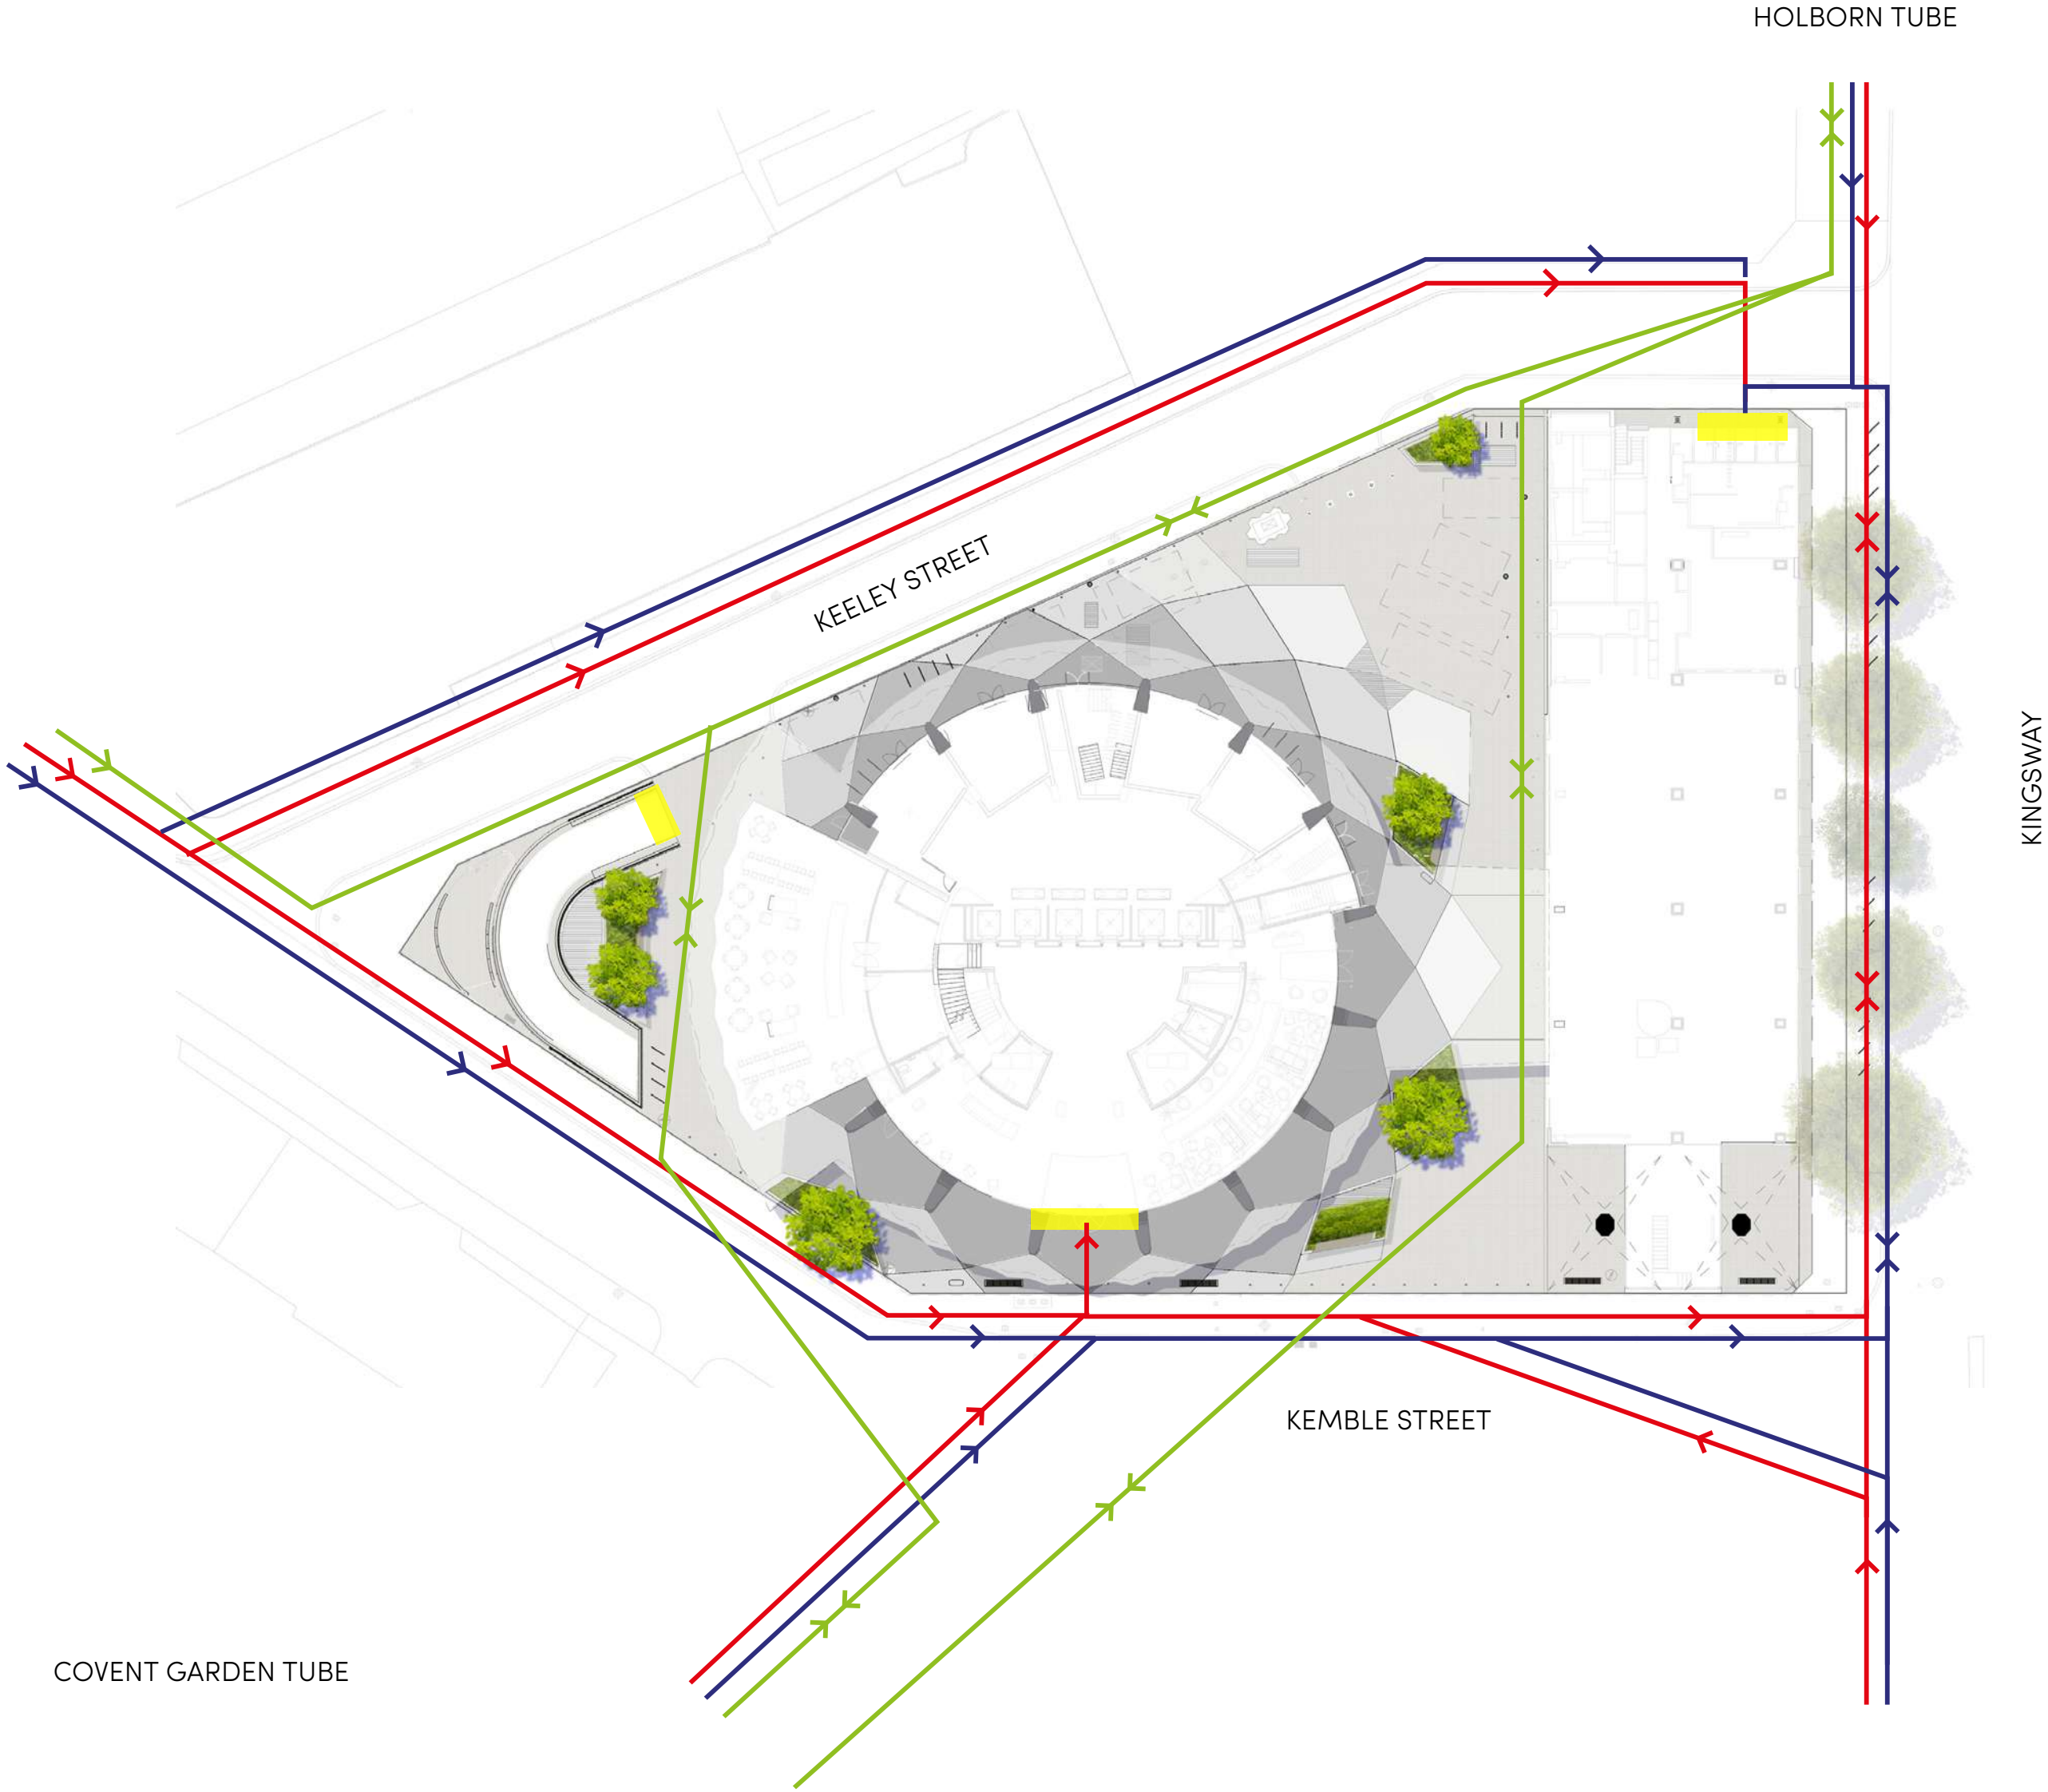 HOLBORN TUBE
KEELEY STREET
KINGSWAY
KEMBLE STREET
COVENT GARDEN TUBE